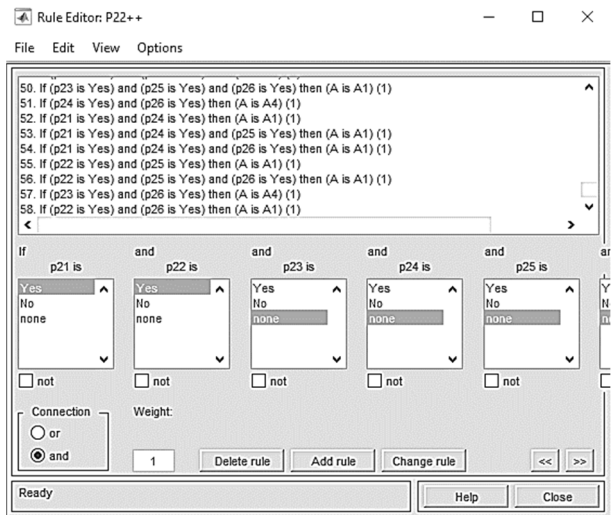 Rule Editor: P22++
File Edit View Options
50. If (p23 is Yes) and (p25 is Yes) and (p26 is Yes) then (A is A1) (1)
51. If (p24 is Yes) and (p26 is Yes) then (A is A4) (1)
52. If (p21 is Yes) and (p24 is Yes) then (A is A1) (1)
53. If (p21 is Yes) and (p24 is Yes) and (p25 is Yes) then (A is A1) (1)
54. If (p21 is Yes) and (p24 is Yes) and (p26 is Yes) then (A is A1) (1)
55. If (p22 is Yes) and (p25 is Yes) then (A is A1) (1)
56. If (p22 is Yes) and (p25 is Yes) and (p26 is Yes) then (A is A1) (1)
57. If (p23 is Yes) and (p26 is Yes) then (A is A4) (1)
58. If (p22 is Yes) and (p26 is Yes) then (A is A1) (1)
If and and and and
p21 is p22 is p23 is p24 is p25 is
Yes Yes Yes Yes Yes
No No No No No
none none none none none
not not not not not
Connection Weight:
or
and 1 Delete rule Add rule Change rule << >>
Ready Help Close